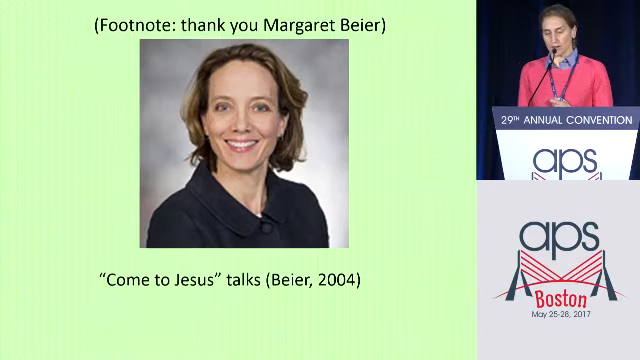 (Footnote: thank you Margaret Beier)
“Come to Jesus” talks (Beier, 2004)
29TH ANNUAL CONVENTION
aps
aps
Boston
May 25-28, 2017